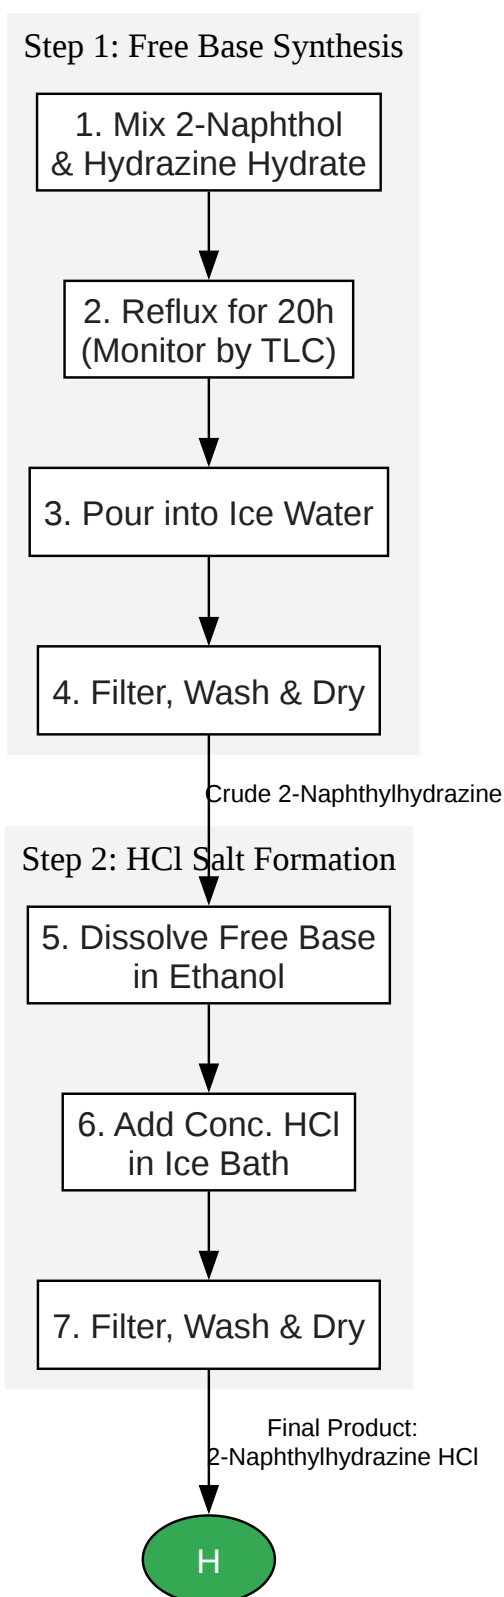 Step 1: Free Base Synthesis
1. Mix 2-Naphthol
& Hydrazine Hydrate
2. Reflux for 20h
(Monitor by TLC)
3. Pour into Ice Water
4. Filter, Wash & Dry
Crude 2-Naphthylhydrazine
Step 2: HCl Salt Formation
5. Dissolve Free Base
in Ethanol
6. Add Conc. HCl
in Ice Bath
7. Filter, Wash & Dry
Final Product:
2-Naphthylhydrazine HCl
H